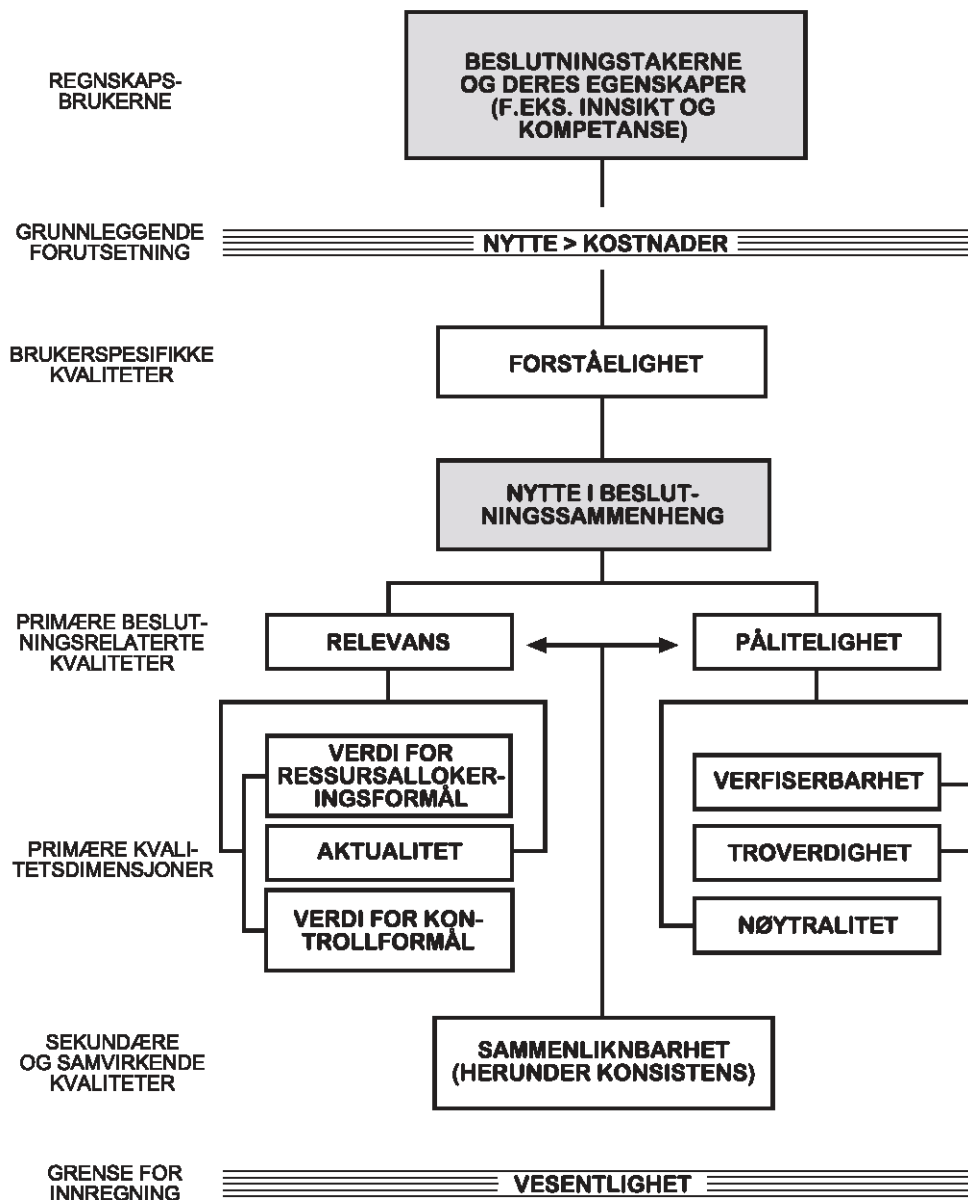 REGNSKAPS-
BRUKERNE
BESLUTNINGSTAKERNE
OG DERES EGENSKAPER
(F.EKS. INNSIKT OG
KOMPETANSE)
GRUNNLEGGENDE
FORUTSETNING
NYTTE > KOSTNADER
BRUKERSPESIFIKKE
KVALITETER
FORSTÅELIGHET
NYTTE I BESLUT-
NINGSSAMMENHENG
PRIMÆRE BESLUT-
NINGSRELATERTE
KVALITETER
RELEVANS
PÅLITELIGHET
VERDI FOR
RESSURSALLOKER-
INGSFORMÅL
VERFISERBARHET
PRIMÆRE KVALI-
TETSDIMENSJONER
AKTUALITET
TROVERDIGHET
VERDI FOR KON-
TROLLFORMÅL
NØYTRALITET
SEKUNDÆRE
OG SAMVIRKENDE
KVALITETER
SAMMENLIKNBARHET
(HERUNDER KONSISTENS)
GRENSE FOR
INNREGNING
VESENTLIGHET